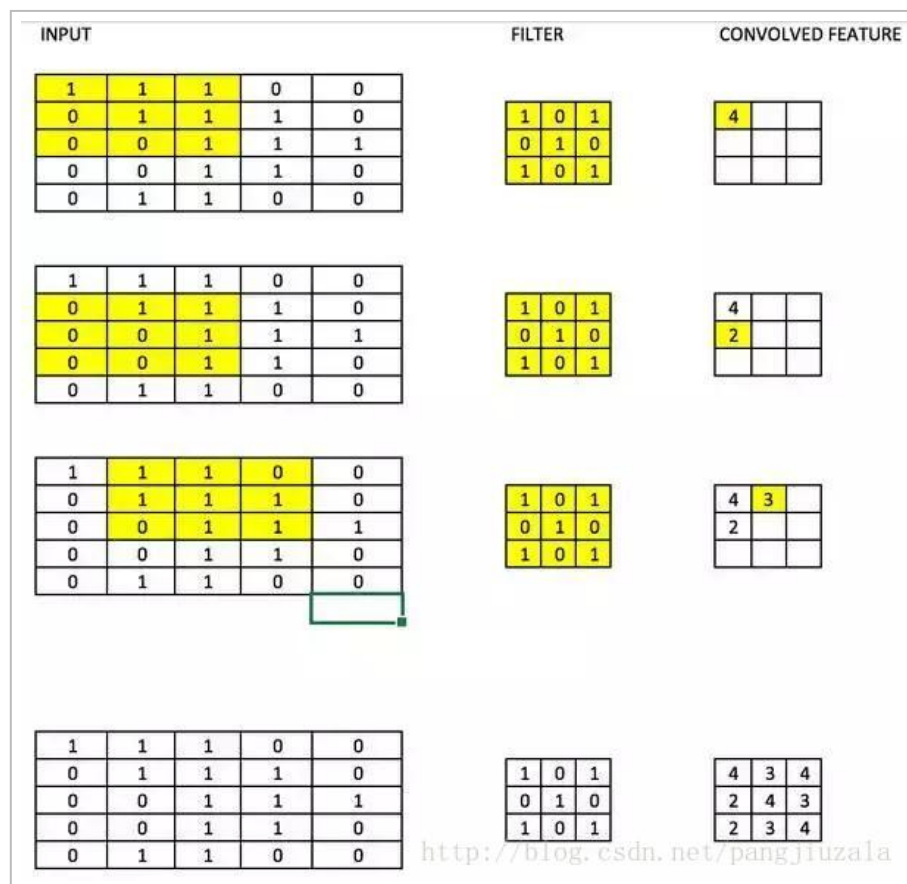 INPUT FILTER CONVOLVED FEATURE
1 1 1 0 0
0 1 1 1 0 1 0 1 4
0 0 1 1 1 0 1 0
0 0 1 1 0 1 0 1
0 1 1 0 0
1 1 1 0 0
0 1 1 1 0 1 0 1 4
0 0 1 1 1 0 1 0 2
0 0 1 1 0 1 0 1
0 1 1 0 0
1 1 1 0 0
0 1 1 1 0 1 0 1 4 3
0 0 1 1 1 0 1 0 2
0 0 1 1 0 1 0 1
0 1 1 0 0
1 1 1 0 0
0 1 1 1 0 1 0 1 4 3 4
0 0 1 1 1 0 1 0 2 4 3
0 0 1 1 0 1 0 1 2 3 4
0 1 1 0 0
http://blog.csdn.net/pangjiuzala